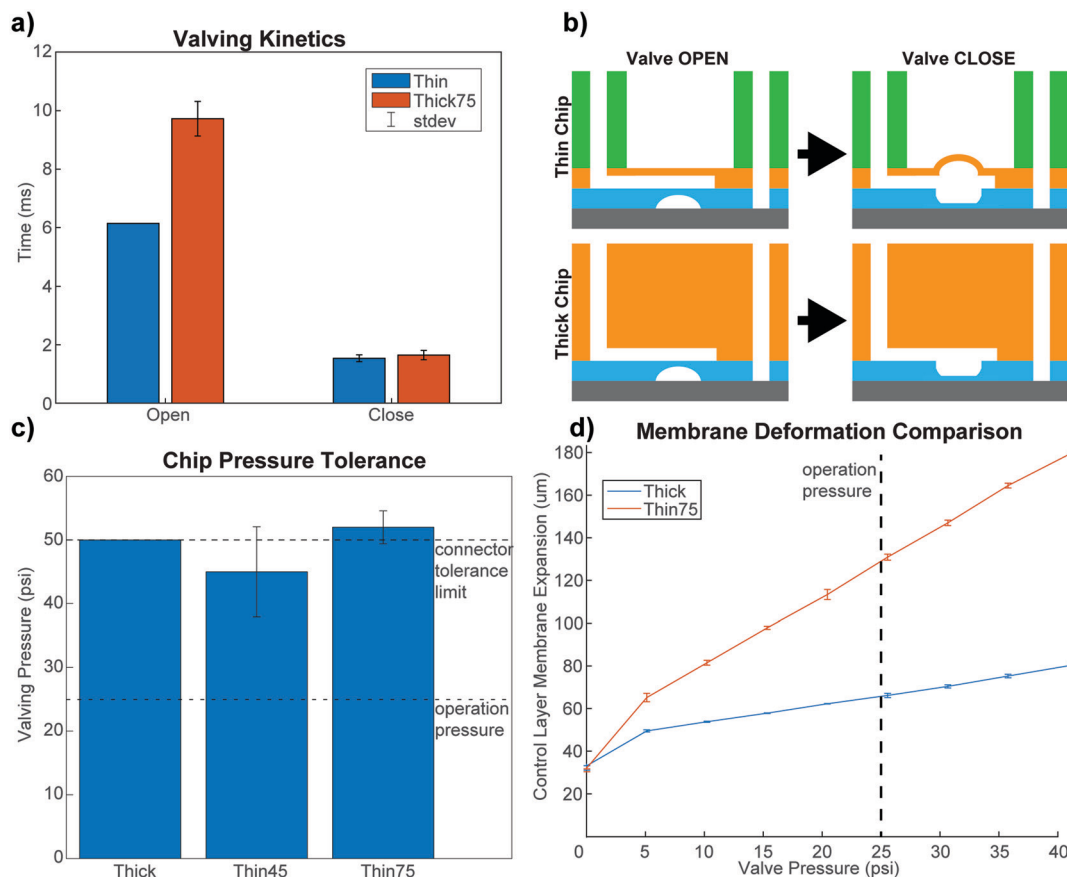 a)
Valving Kinetics
Time (ms)
12
10
8
6
4
2
0
Thin
Thick75
stdev
Open
Close
b)
Valve OPEN
Valve CLOSE
Thin Chip
Thick Chip
c)
Chip Pressure Tolerance
Valving Pressure (psi)
60
50
40
30
20
10
0
connector
tolerance
limit
operation
pressure
Thick
Thin45
Thin75
d)
Membrane Deformation Comparison
Control Layer Membrane Expansion (um)
180
160
140
120
100
80
60
40
20
operation
pressure
Thick
Thin75
0
5
10
15
20
25
30
35
40
Valve Pressure (psi)